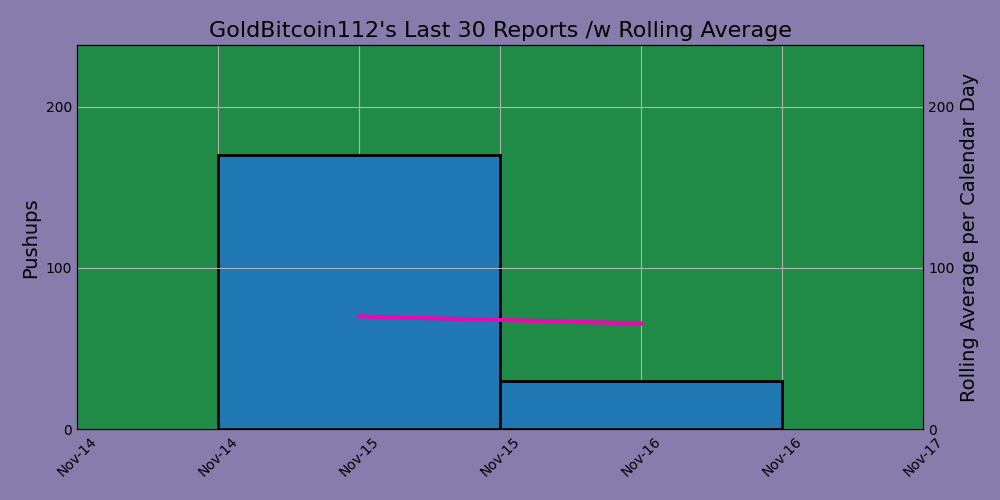 GoldBitcoin112's Last 30 Reports /w Rolling Average
Pushups
200
100
0
200
100
0
Rolling Average per Calendar Day
Nov-14
Nov-14
Nov-15
Nov-15
Nov-16
Nov-16
Nov-17